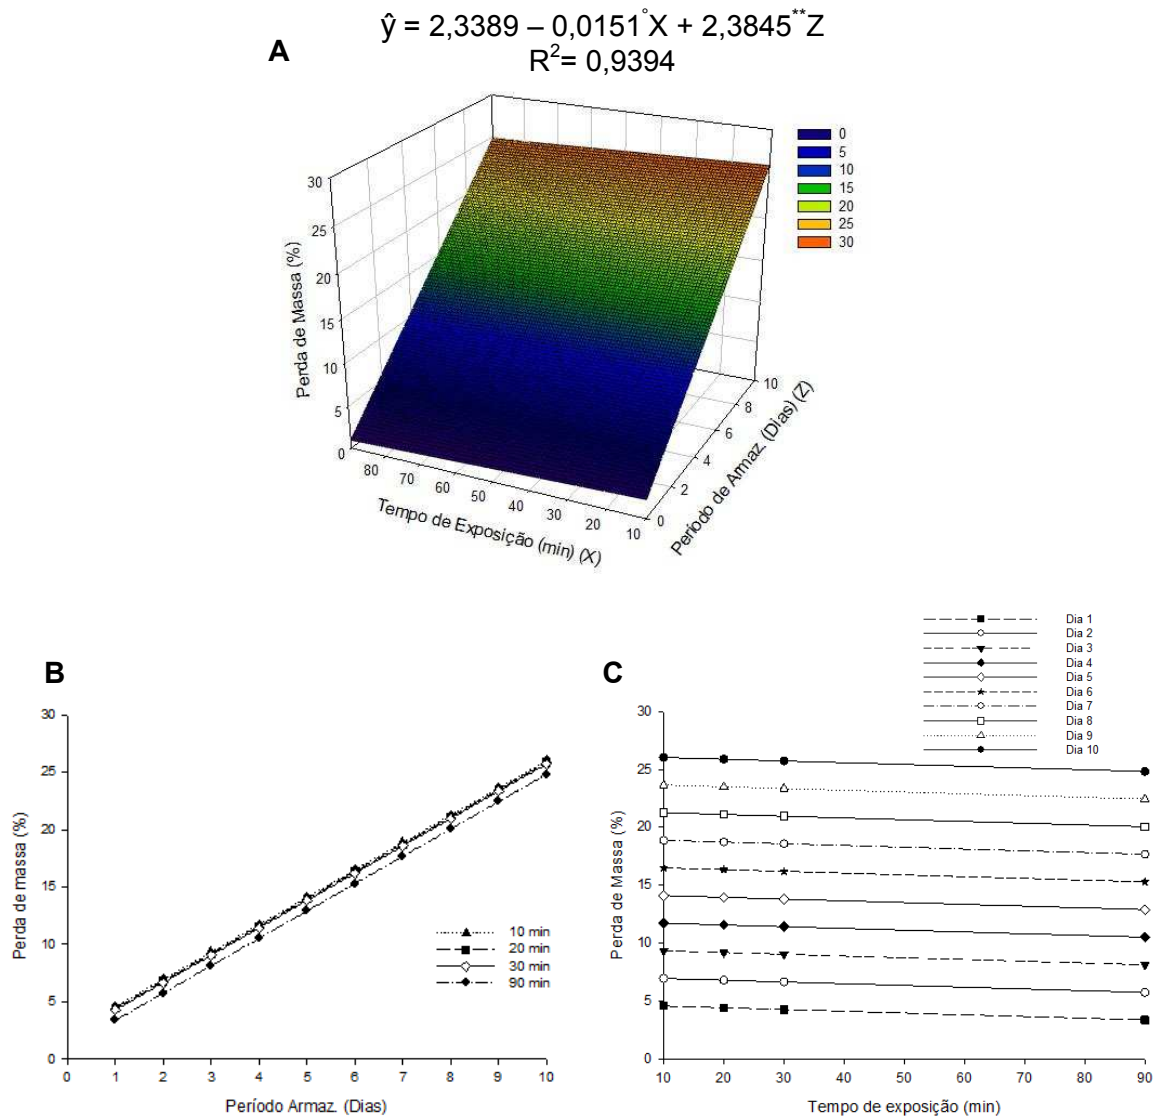 ŷ = 2,3389 – 0,0151°X + 2,3845**Z
R²= 0,9394
A
0
5
10
15
20
25
30
Perda de Massa (%)
30
25
20
15
10
5
0
80
70
60
50
40
30
20
10
Tempo de Exposição (min) (X)
0
2
4
6
8
10
Período de Armaz. (Dias) (Z)
B
Perda de massa (%)
30
25
20
15
10
5
0
0 1 2 3 4 5 6 7 8 9 10
Período Armaz. (Dias)
10 min
20 min
30 min
90 min
C
Dia 1
Dia 2
Dia 3
Dia 4
Dia 5
Dia 6
Dia 7
Dia 8
Dia 9
Dia 10
Perda de Massa (%)
30
25
20
15
10
5
0
10 20 30 40 50 60 70 80 90
Tempo de exposição (min)